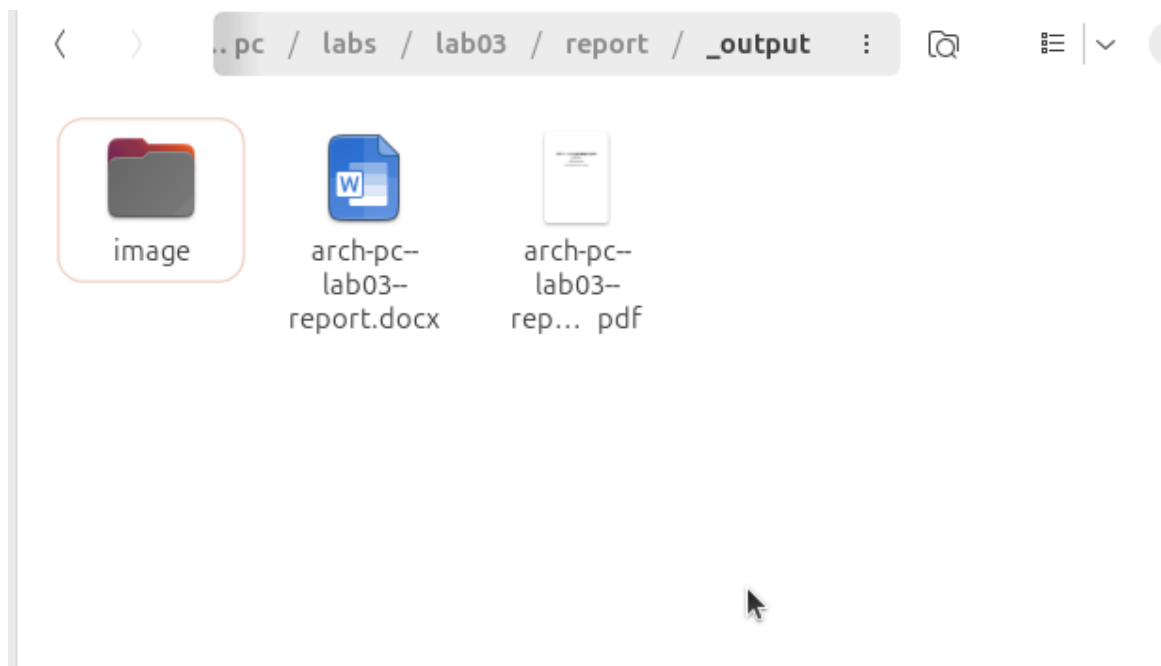 .. pc / labs / lab03 / report / _output
image
arch-pc--
lab03--
report.docx
arch-pc--
lab03--
rep... pdf
W